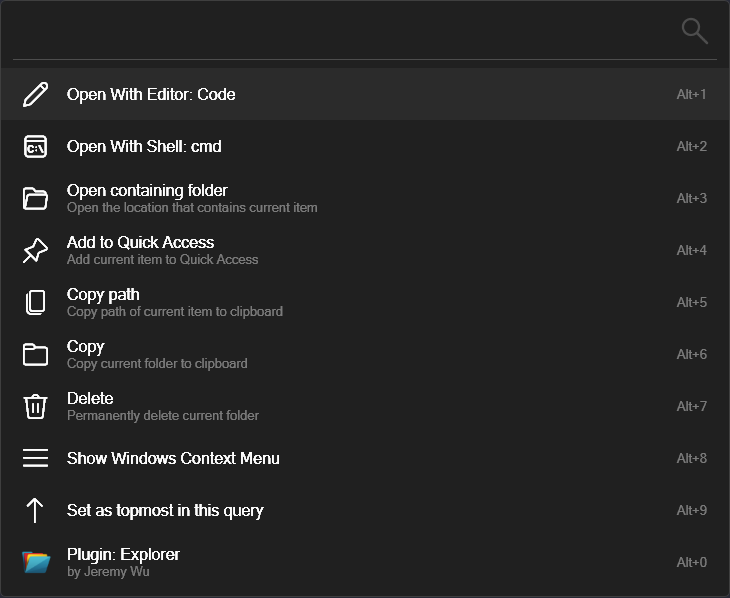 Open With Editor: Code Alt+1
C:\ Open With Shell: cmd Alt+2
Open containing folder Alt+3
Open the location that contains current item
Add to Quick Access Alt+4
Add current item to Quick Access
Copy path Alt+5
Copy path of current item to clipboard
Copy Alt+6
Copy current folder to clipboard
Delete Alt+7
Permanently delete current folder
Show Windows Context Menu Alt+8
Set as topmost in this query Alt+9
Plugin: Explorer Alt+0
by Jeremy Wu